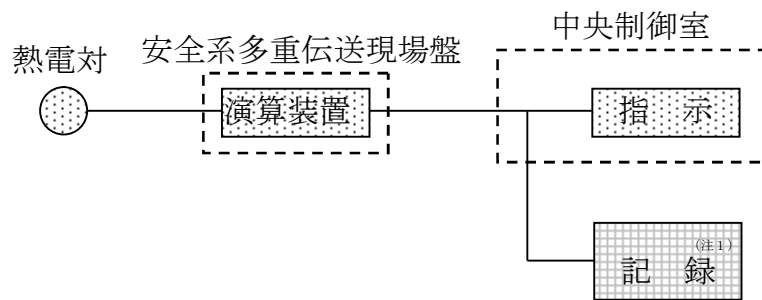 中央制御室
安全系多重伝送現場盤
熱電対
演算装置
指　示
(注1)
記　録